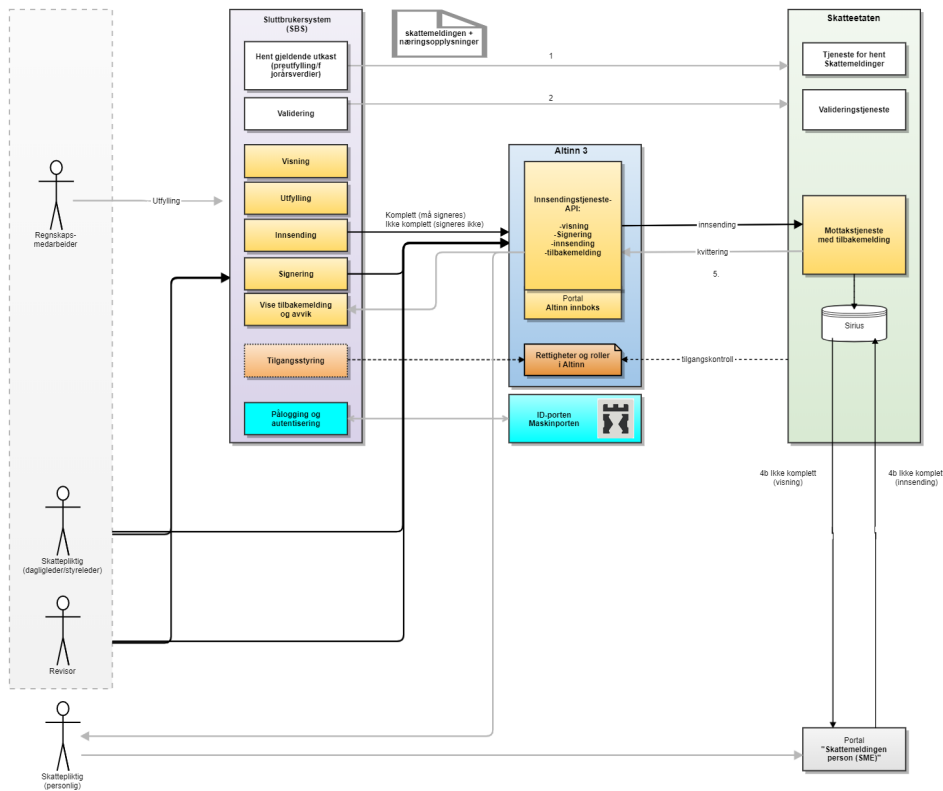 Sluttbrukersystem
(SBS)
skattemeldingen +
næringsopplysninger
Skatteetaten
Hent gjeldende utkast
(preutfylling/f
jorårsverdier)
1
Tjeneste for hent
Skattemeldinger
Validering
2
Valideringstjeneste
Altinn 3
Visning
Utfylling
Innsending
Signering
Vise tilbakemelding
og avvik
Tilgangsstyring
Pålogging og
autentisering
Regnskaps-
medarbeider
Utfylling
Komplett (må signeres)
Ikke komplett (signeres ikke)
Innsendingstjeneste-
API:
-visning
-Signering
-innsending
-tilbakemelding
Portal
Altinn innboks
innsending
kvittering
5.
Mottakstjeneste
med tilbakemelding
Sirius
Rettigheter og roller
i Altinn
tilgangskontroll
ID-porten
Maskinporten
4b Ikke komplett
(visning)
4b Ikke komplet
(innsending)
Skattepliktig
(dagligleder/styreleder)
Revisor
Skattepliktig
(personlig)
Portal
"Skattemeldingen
person (SME)"